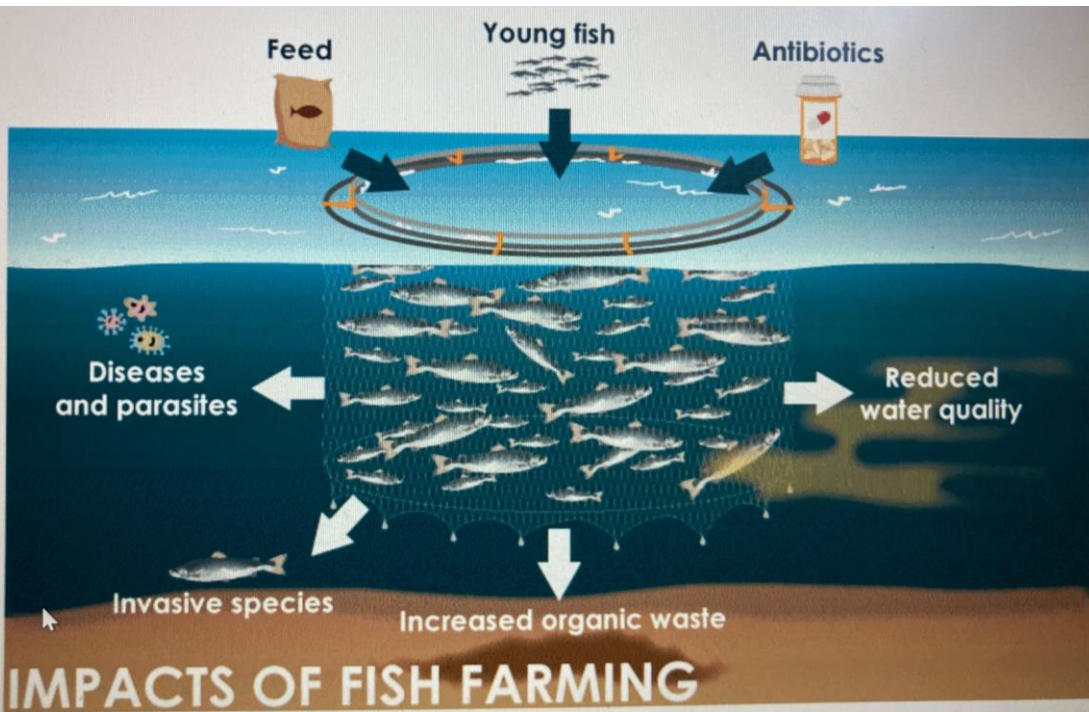 Feed
Young fish
Antibiotics
Diseases
and parasites
Reduced
water quality
Invasive species
Increased organic waste
IMPACTS OF FISH FARMING